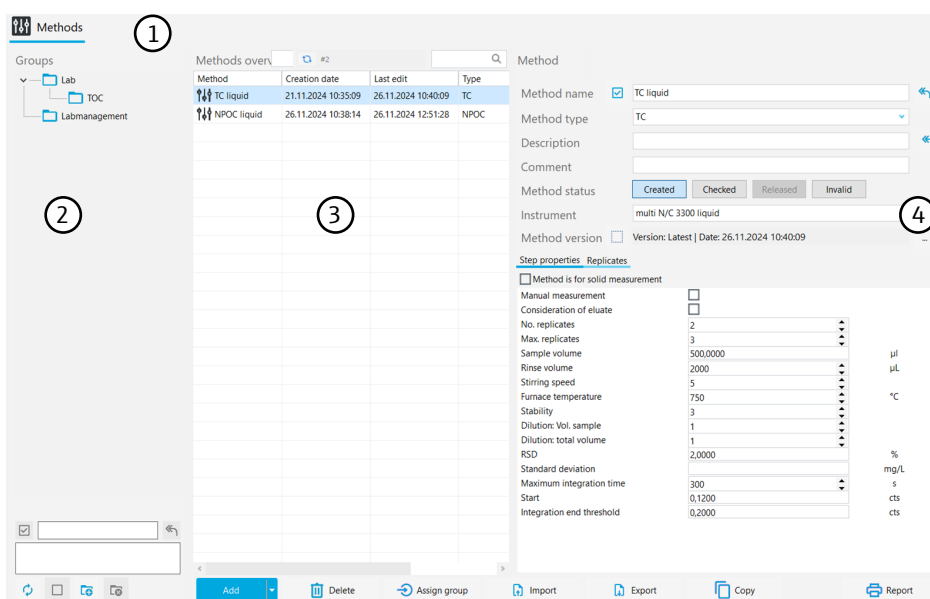 Methods
1
Groups
Lab
TOC
Labmanagement
2
Methods overv
#2
Method Creation date Last edit Type
TC liquid 21.11.2024 10:35:09 26.11.2024 10:40:09 TC
NPOC liquid 26.11.2024 10:38:14 26.11.2024 12:51:28 NPOC
3
Method
Method name TC liquid
Method type TC
Description
Comment
Method status Created Checked Released Invalid
Instrument multi N/C 3300 liquid
4
Method version Version: Latest | Date: 26.11.2024 10:40:09
...
Step properties Replicates
Method is for solid measurement
Manual measurement
Consideration of eluate
No. replicates 2
Max. replicates 3
Sample volume 500,0000 µl
Rinse volume 2000 µL
Stirring speed 5
Furnace temperature 750 °C
Stability 3
Dilution: Vol. sample 1
Dilution: total volume 1
RSD 2,0000 %
Standard deviation mg/L
Maximum integration time 300 s
Start 0,1200 cts
Integration end threshold 0,2000 cts
Add Delete Assign group Import Export Copy Report